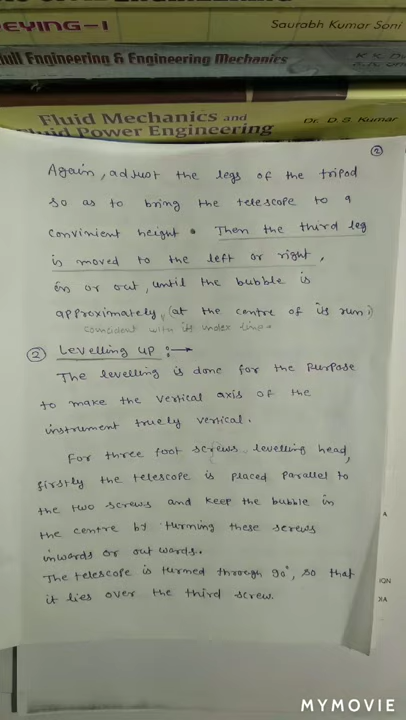 EYING-I
Saurabh Kumar Soni
Civil Engineering & Engineering Mechanics
Fluid Mechanics and
Fluid Power Engineering
Dr. D.S. Kumar
②
Again, adjust the legs of the tripod
so as to bring the telescope to a
convinient height. Then the third leg
is moved to the left or right,
in or out, until the bubble is
approximately (at the centre of its run)
coincident with its index line.
② Levelling up :→
The levelling is done for the purpose
to make the vertical axis of the
instrument truely vertical.
For three foot screws levelling head,
firstly the telescope is placed parallel to
the two screws and keep the bubble in
the centre by turning these screws
inwards or out wards.
The telescope is turned through 90°, so that
it lies over the third screw.
A
IQN
MYMOVIE